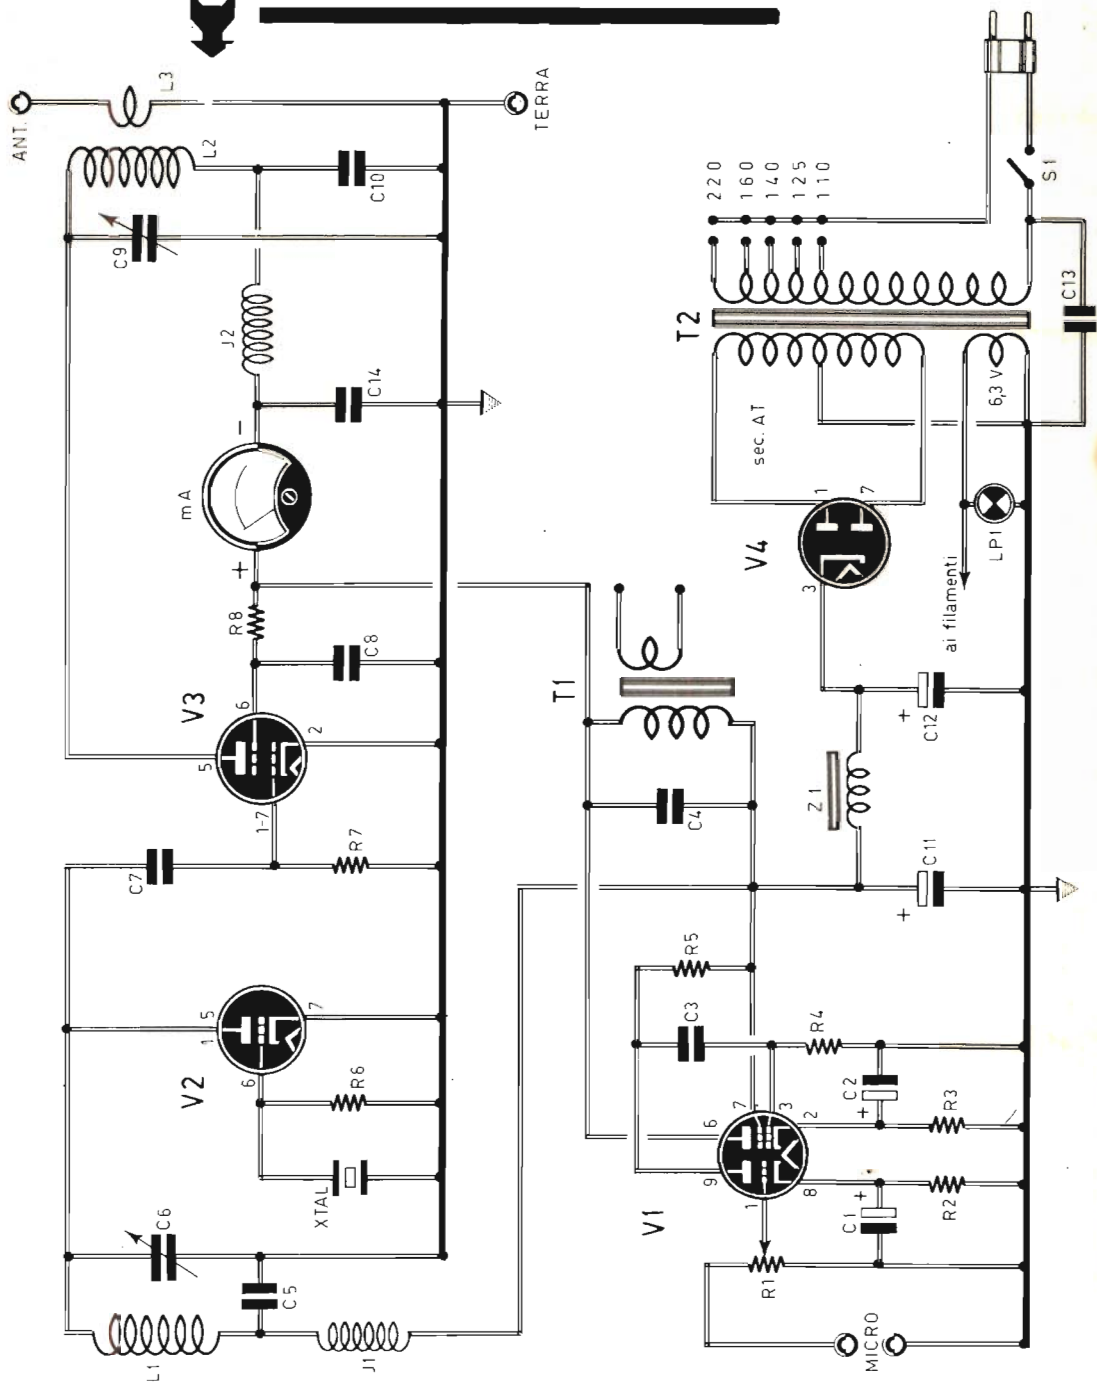 ANT.
L3
L2
C9
C10
TERRA
J2
C14
mA
+
-
R8
C8
V3
5
6
2
1-7
C7
R7
V2
1
5
6
7
R6
XTAL
C6
C5
L1
J1
220
160
140
125
110
S1
T2
C13
6,3 V
sec. AT
V4
1
7
3
LP1
ai filamenti
T1
C4
Z1
+
C12
+
C11
R5
C3
R4
V1
9
6
7
3
2
8
1
C2
+
R3
C1
+
R2
R1
MICRO